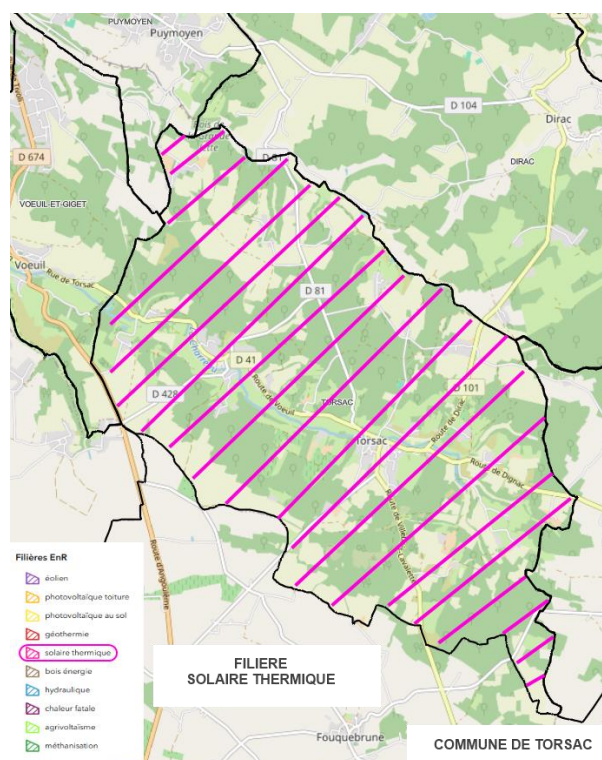 PUYMOYEN
Puymoyen
D 104
Dirac
D 674
D 81
DIRAC
VOEUIL-ET-GIGET
Voeuil
Rue de Torsac
D 81
D 41
D 428
D 101
Route de Voeuil
TORSAC
Route de Dirac
Torsac
Route de Dignac
Route d'Angoulême
Filières EnR
éolien
photovoltaïque toiture
photovoltaïque au sol
géothermie
solaire thermique
bois énergie
hydraulique
chaleur fatale
agrivoltaïsme
méthanisation
FILIERE
SOLAIRE THERMIQUE
Fouquebrune
COMMUNE DE TORSAC